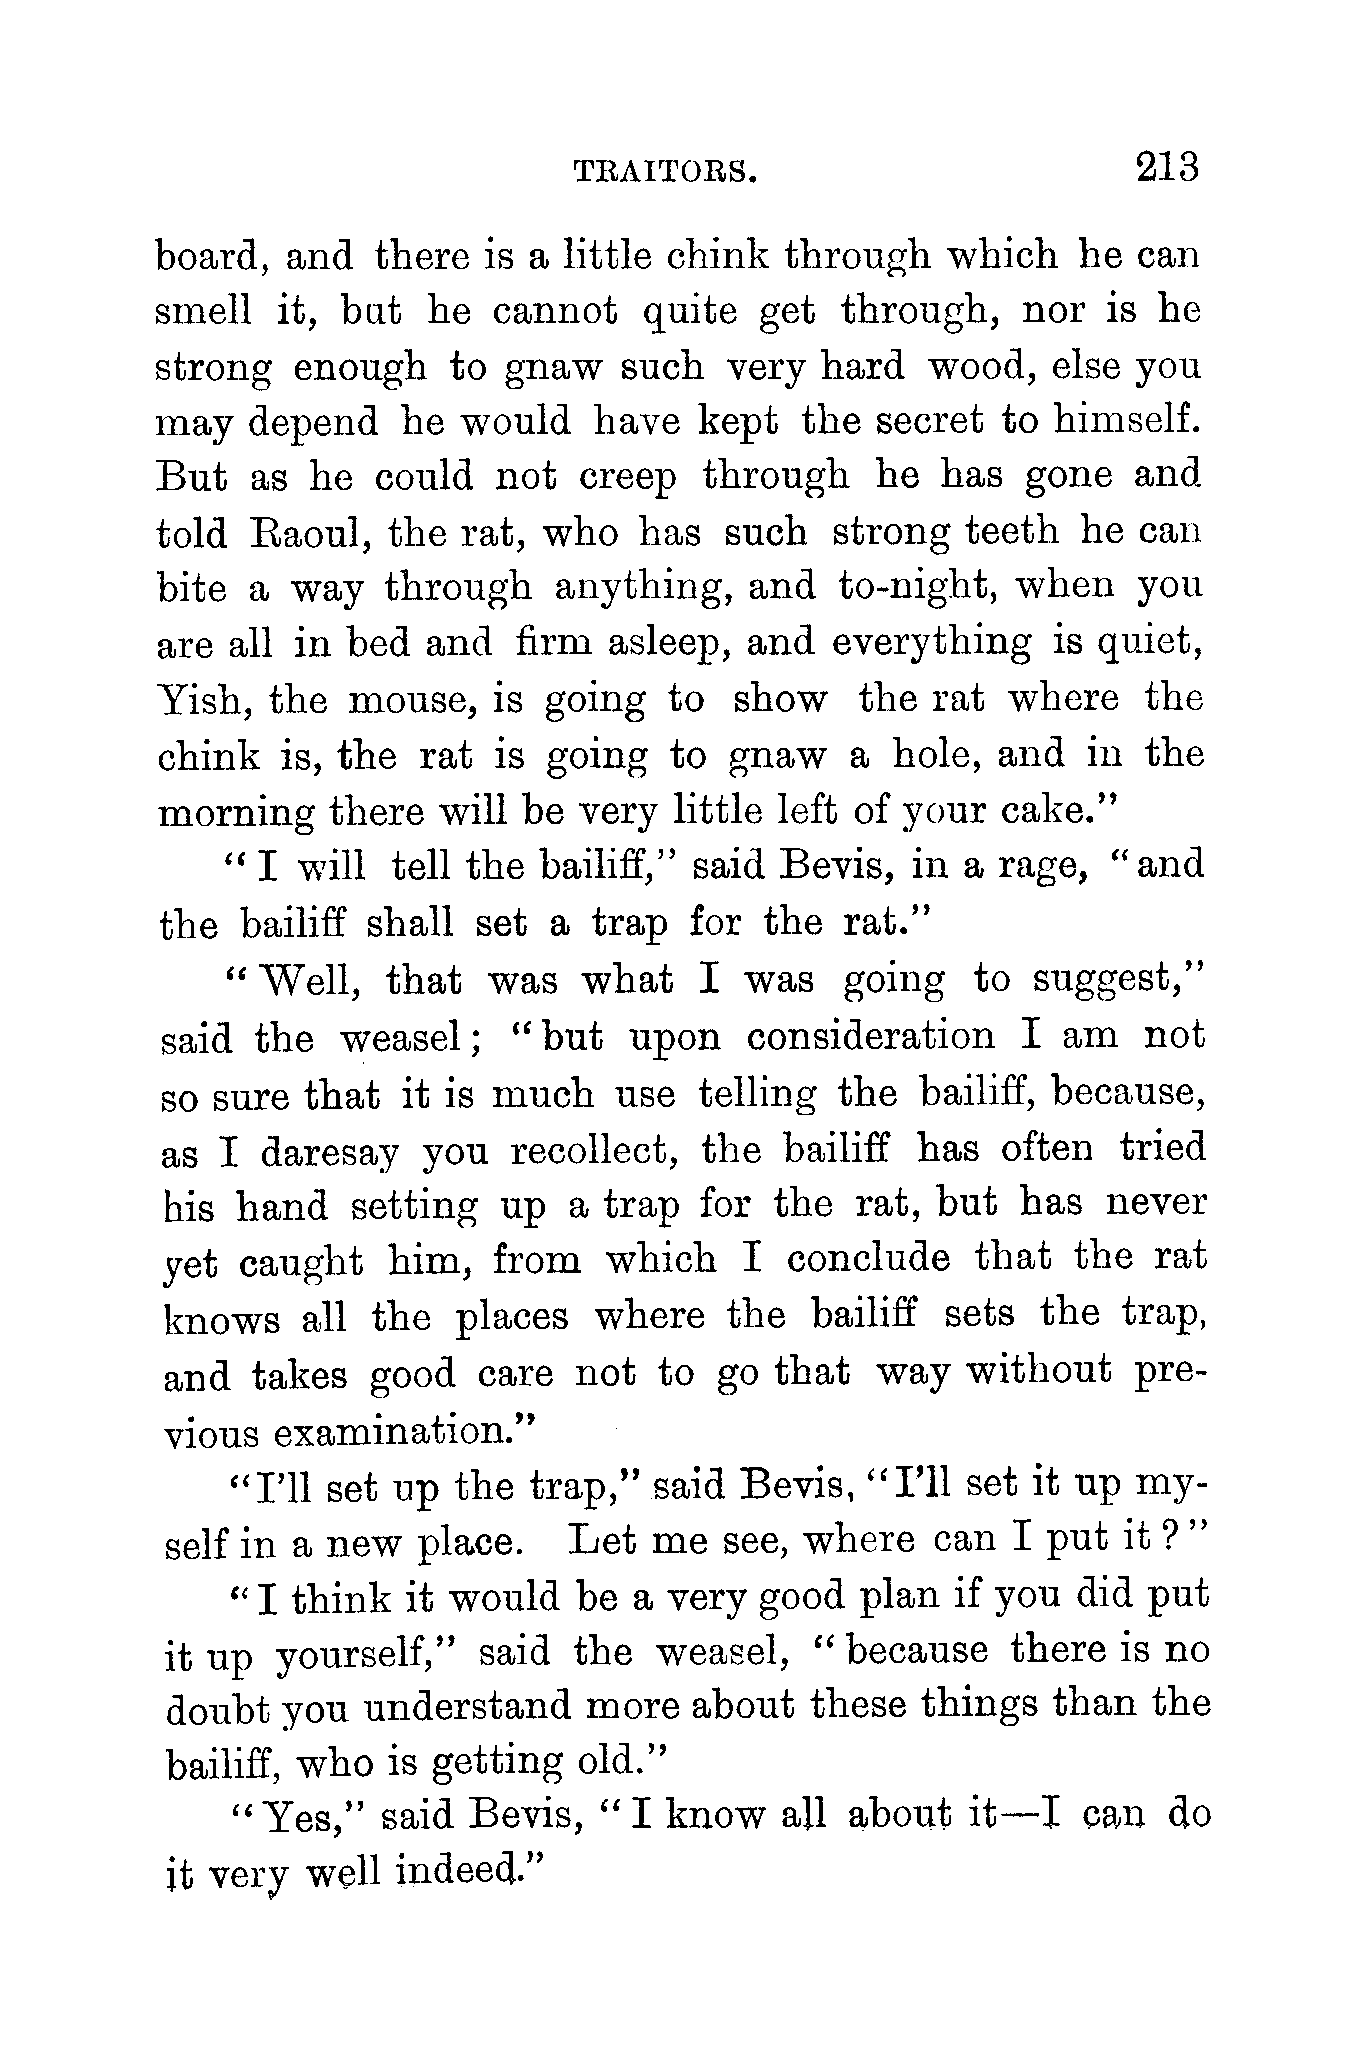 TRAITORS. 213
board, and there is a little chink through which he can
smell it, but he cannot quite get through, nor is he
strong enough to gnaw such very hard wood, else you
may depend he would have kept the secret to himself.
But as he could not creep through he has gone and
told Raoul, the rat, who has such strong teeth he can
bite a way through anything, and to-night, when you
are all in bed and firm asleep, and everything is quiet,
Yish, the mouse, is going to show the rat where the
chink is, the rat is going to gnaw a hole, and in the
morning there will be very little left of your cake."
"I will tell the bailiff," said Bevis, in a rage, "and
the bailiff shall set a trap for the rat."
"Well, that was what I was going to suggest,"
said the weasel; "but upon consideration I am not
so sure that it is much use telling the bailiff, because,
as I daresay you recollect, the bailiff has often tried
his hand setting up a trap for the rat, but has never
yet caught him, from which I conclude that the rat
knows all the places where the bailiff sets the trap,
and takes good care not to go that way without pre-
vious examination."
"I'll set up the trap," said Bevis, "I'll set it up my-
self in a new place. Let me see, where can I put it?"
"I think it would be a very good plan if you did put
it up yourself," said the weasel, "because there is no
doubt you understand more about these things than the
bailiff, who is getting old."
"Yes," said Bevis, "I know all about it—I can do
it very well indeed."